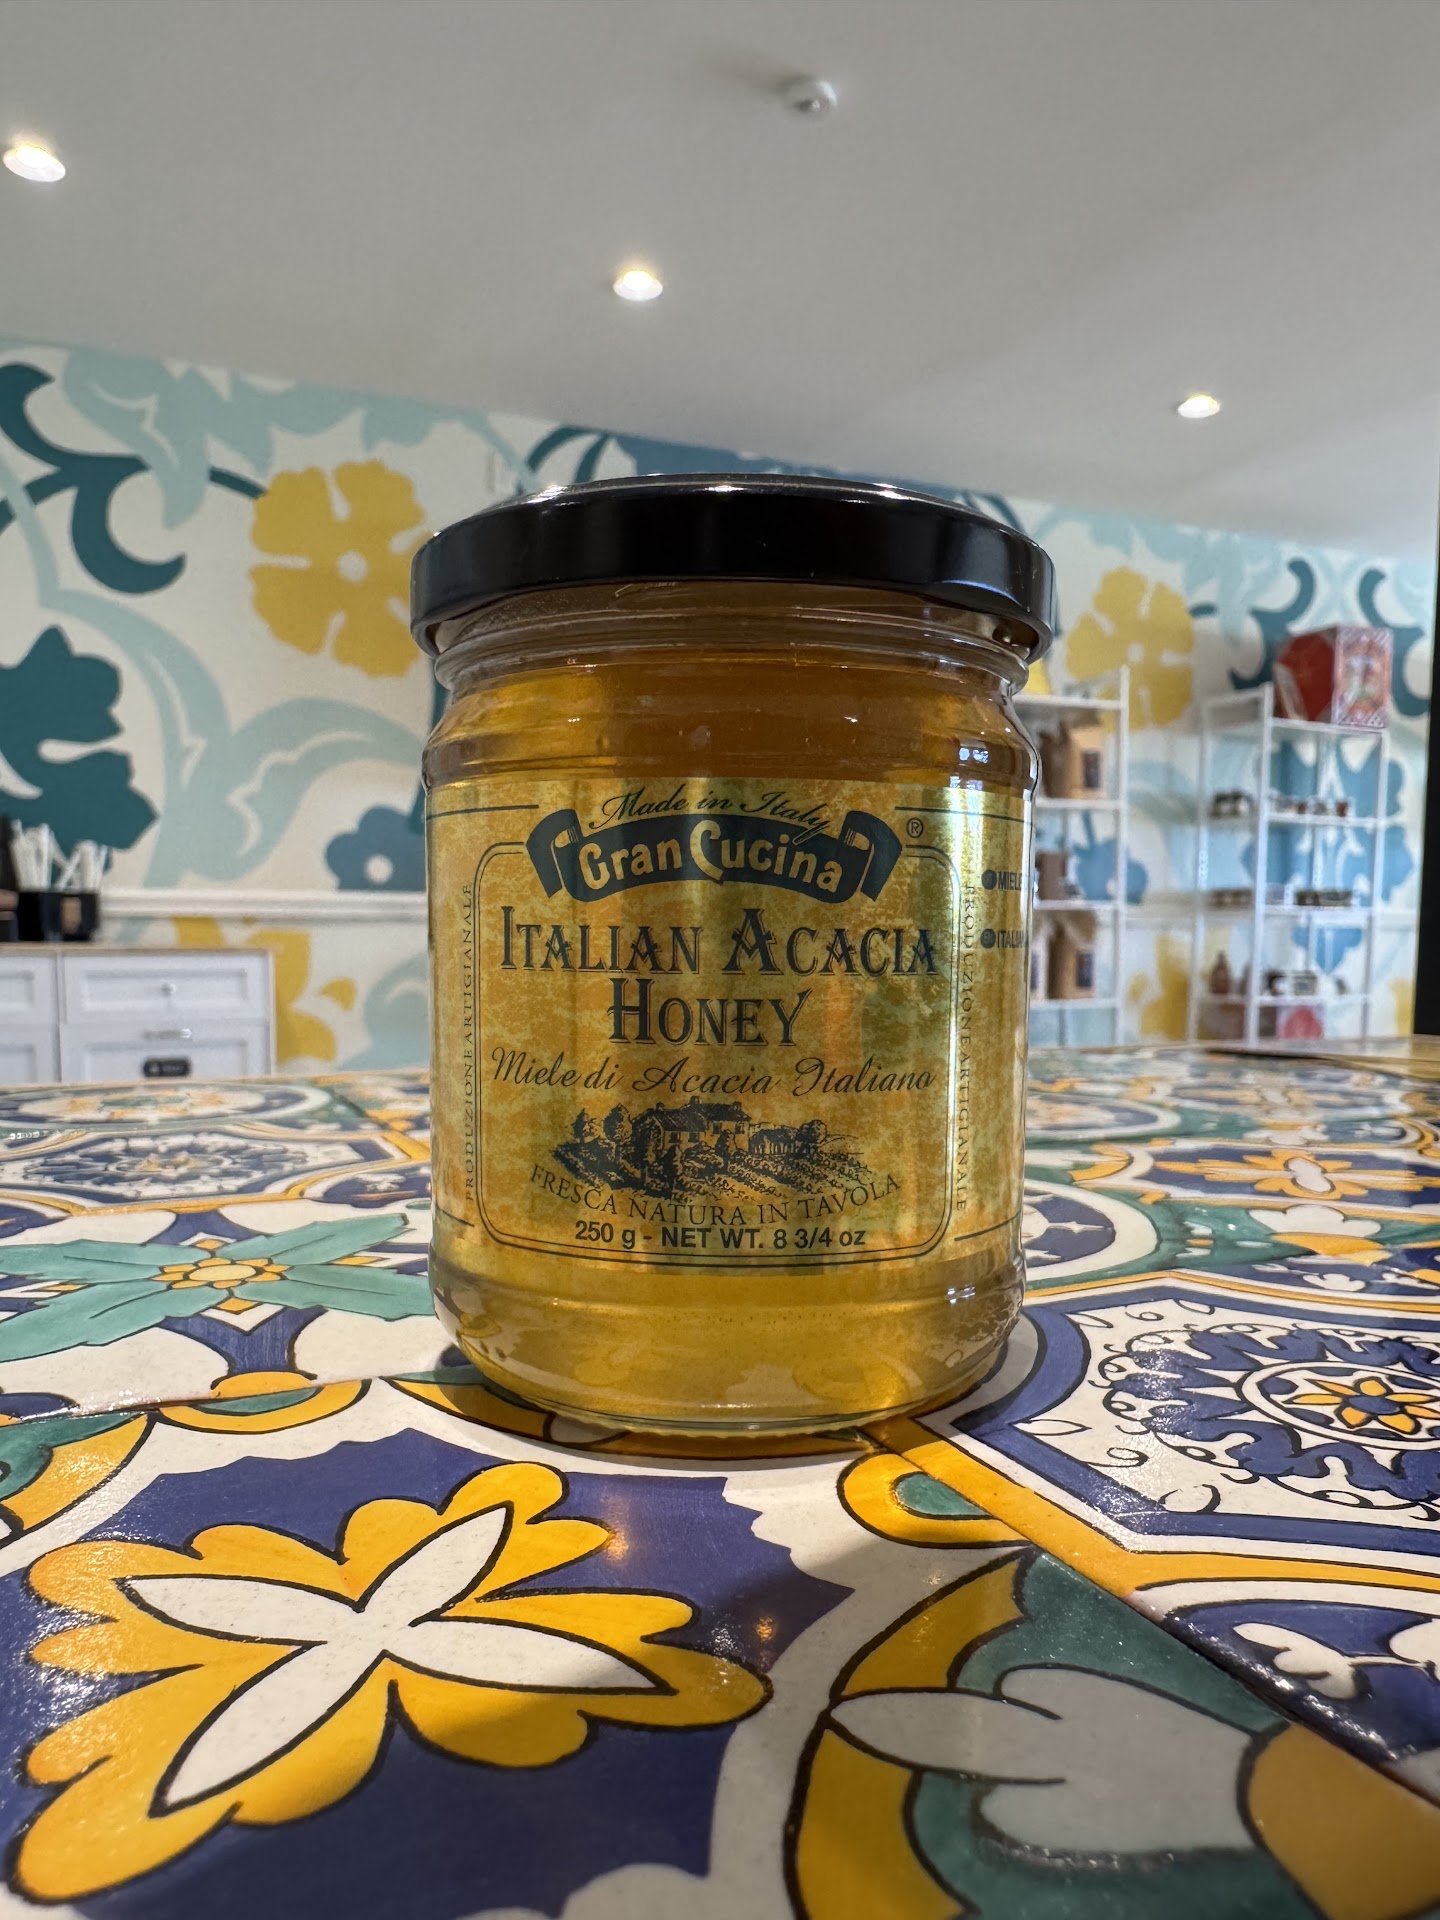 Made in Italy
Gran Cucina ®
ITALIAN ACACIA
HONEY
Miele di Acacia Italiano
FRESCA NATURA IN TAVOLA
250 g - NET WT. 8 3/4 oz
PRODUZIONE ARTIGIANALE
PRODUZIONE ARTIGIANALE
MIELE